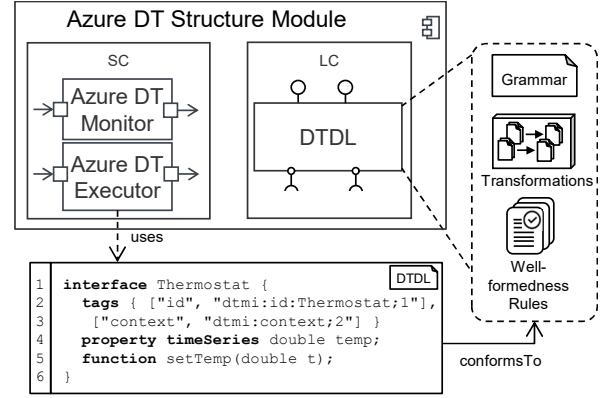 Azure DT Structure Module
SC
LC
Azure DT
Monitor
Azure DT
Executor
DTDL
Grammar
Transformations
Well-
formedness
Rules
uses
DTDL
1 interface Thermostat {
2 tags { ["id", "dtmi:id:Thermostat;1"],
3 ["context", "dtmi:context;2"] }
4 property timeSeries double temp;
5 function setTemp(double t);
6 }
conformsTo